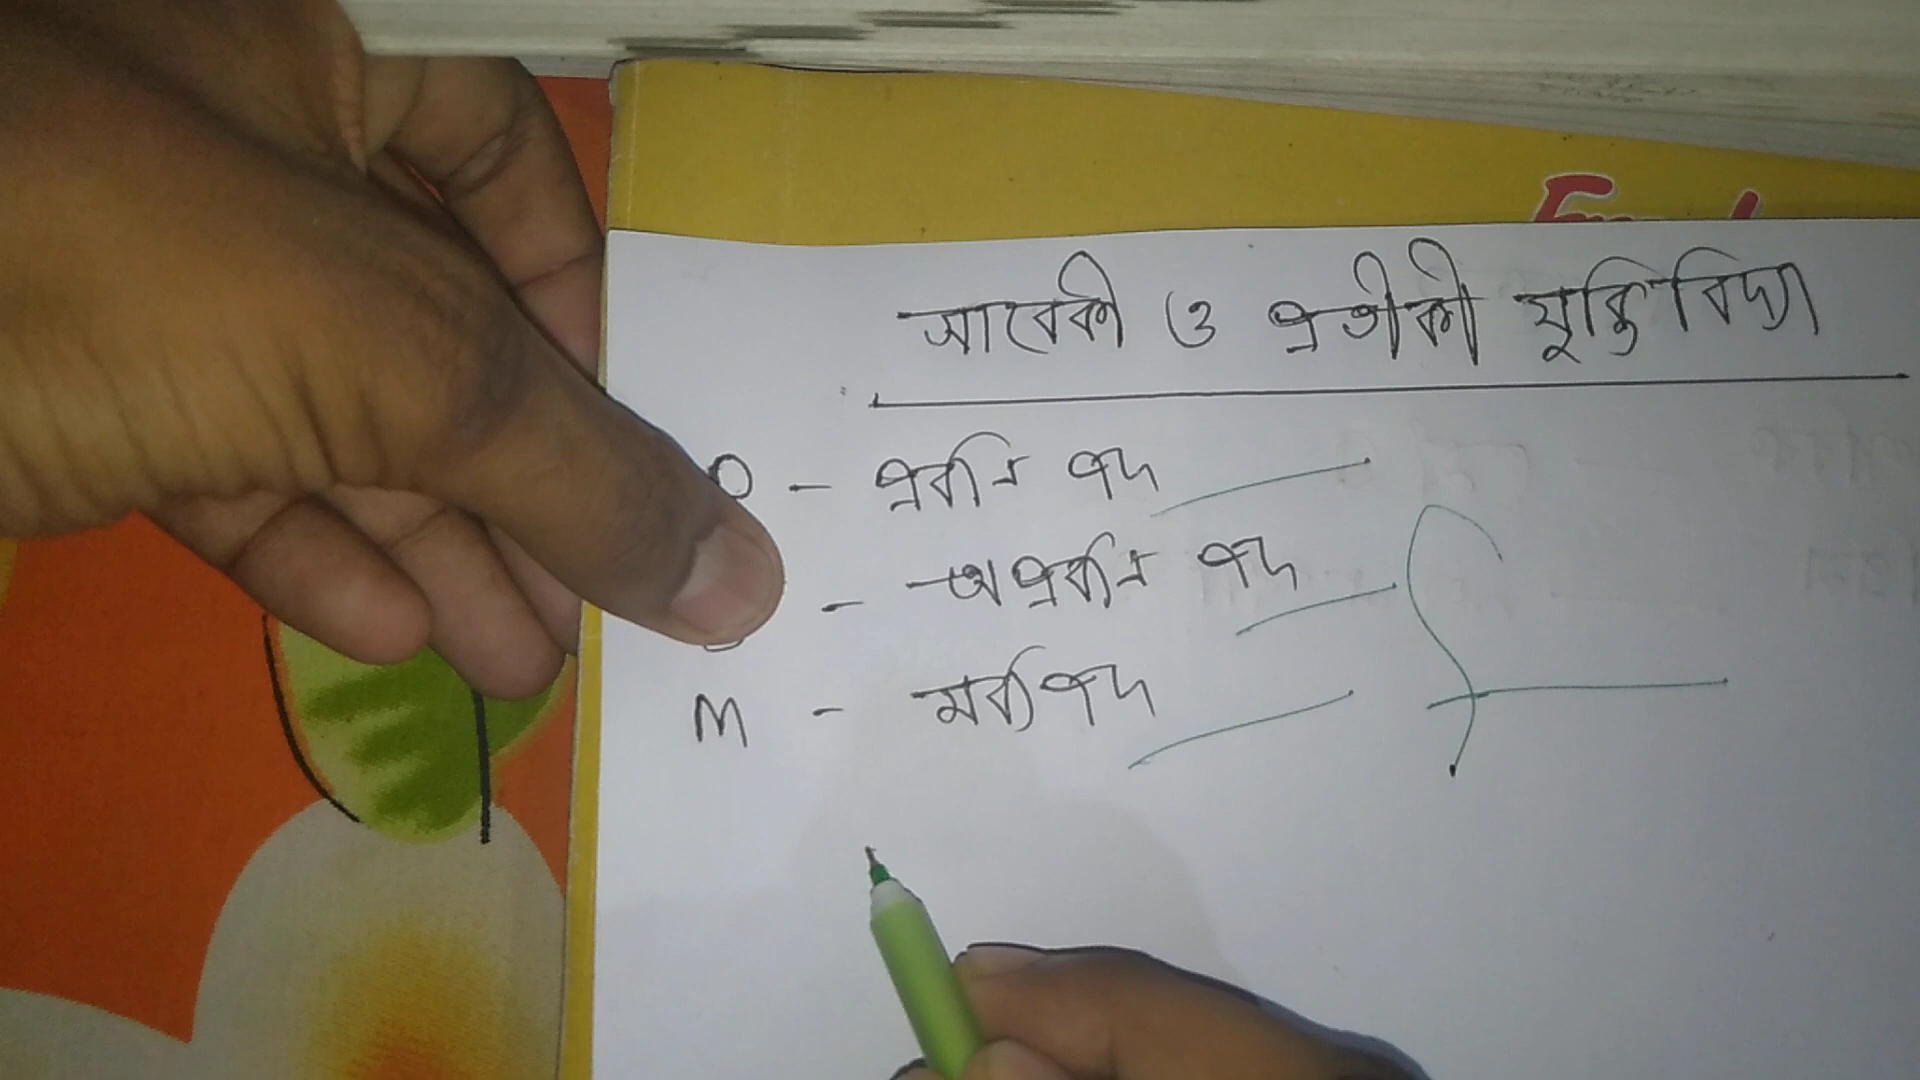 সাবেকী ও প্রতীকী যুক্তিবিদ্যা
P - প্রধান পদ
- অপ্রধান পদ
M - মধ্যপদ